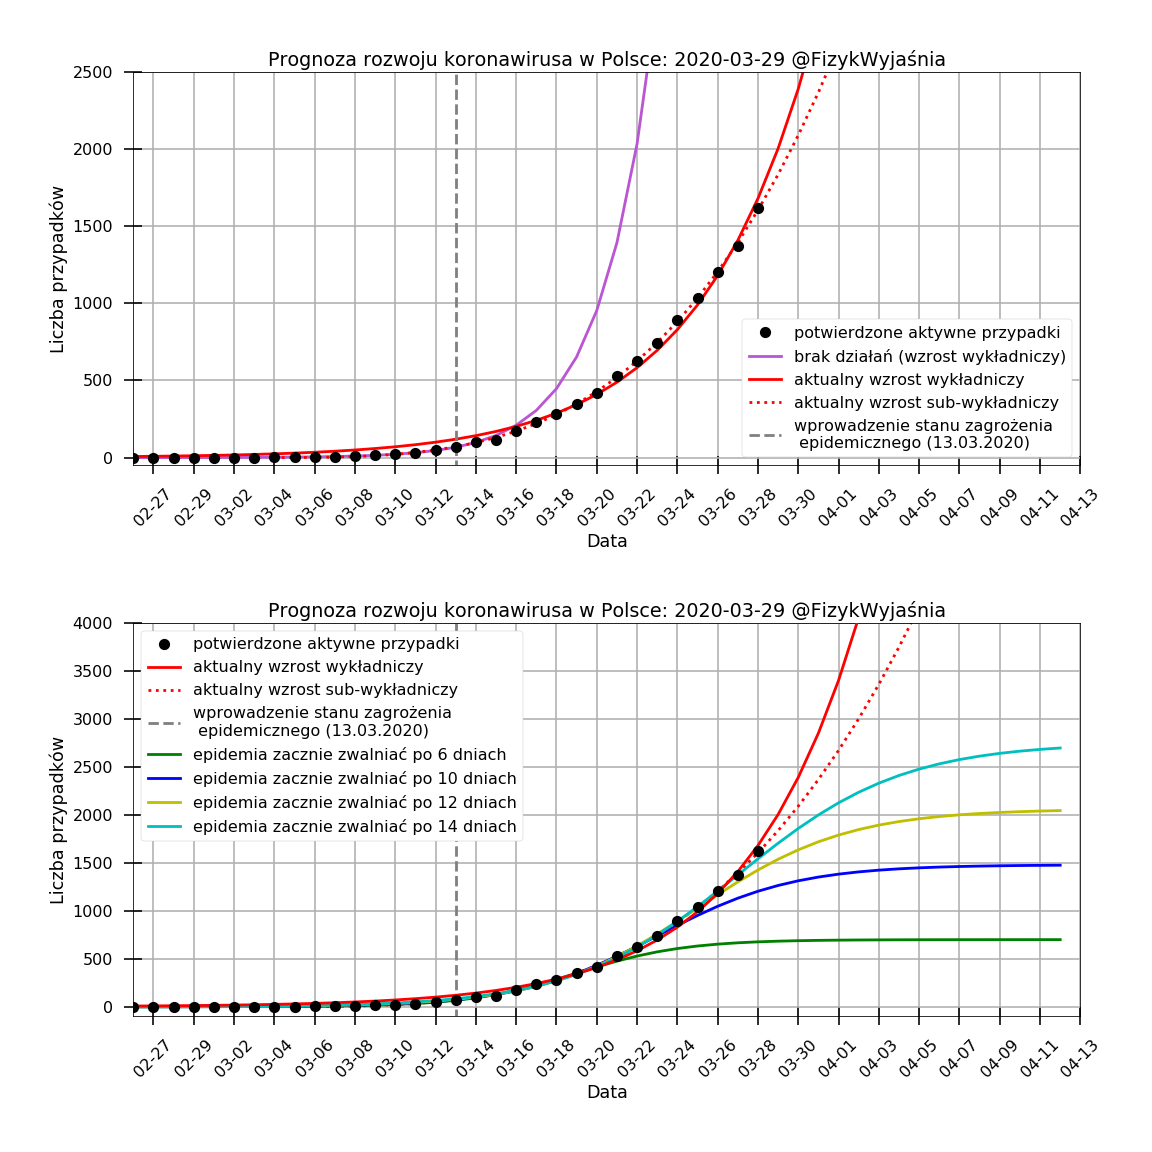 Prognoza rozwoju koronawirusa w Polsce: 2020-03-29 @FizykWyjaśnia
2500
2000
1500
1000
500
0
Liczba przypadków
potwierdzone aktywne przypadki
brak działań (wzrost wykładniczy)
aktualny wzrost wykładniczy
aktualny wzrost sub-wykładniczy
wprowadzenie stanu zagrożenia
epidemicznego (13.03.2020)
02-27 02-29 03-02 03-04 03-06 03-08 03-10 03-12 03-14 03-16 03-18 03-20 03-22 03-24 03-26 03-28 03-30 04-01 04-03 04-05 04-07 04-09 04-11 04-13
Data
Prognoza rozwoju koronawirusa w Polsce: 2020-03-29 @FizykWyjaśnia
4000
3500
3000
2500
2000
1500
1000
500
0
Liczba przypadków
potwierdzone aktywne przypadki
aktualny wzrost wykładniczy
aktualny wzrost sub-wykładniczy
wprowadzenie stanu zagrożenia
epidemicznego (13.03.2020)
epidemia zacznie zwalniać po 6 dniach
epidemia zacznie zwalniać po 10 dniach
epidemia zacznie zwalniać po 12 dniach
epidemia zacznie zwalniać po 14 dniach
02-27 02-29 03-02 03-04 03-06 03-08 03-10 03-12 03-14 03-16 03-18 03-20 03-22 03-24 03-26 03-28 03-30 04-01 04-03 04-05 04-07 04-09 04-11 04-13
Data